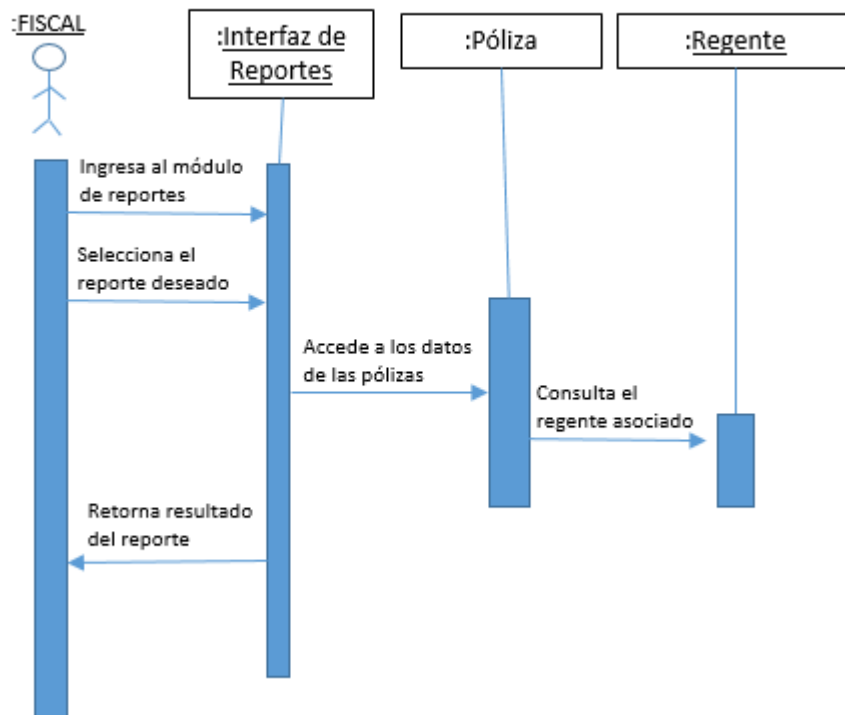 :FISCAL
:Interfaz de
Reportes
:Póliza
:Regente
Ingresa al módulo
de reportes
Selecciona el
reporte deseado
Accede a los datos
de las pólizas
Consulta el
regente asociado
Retorna resultado
del reporte